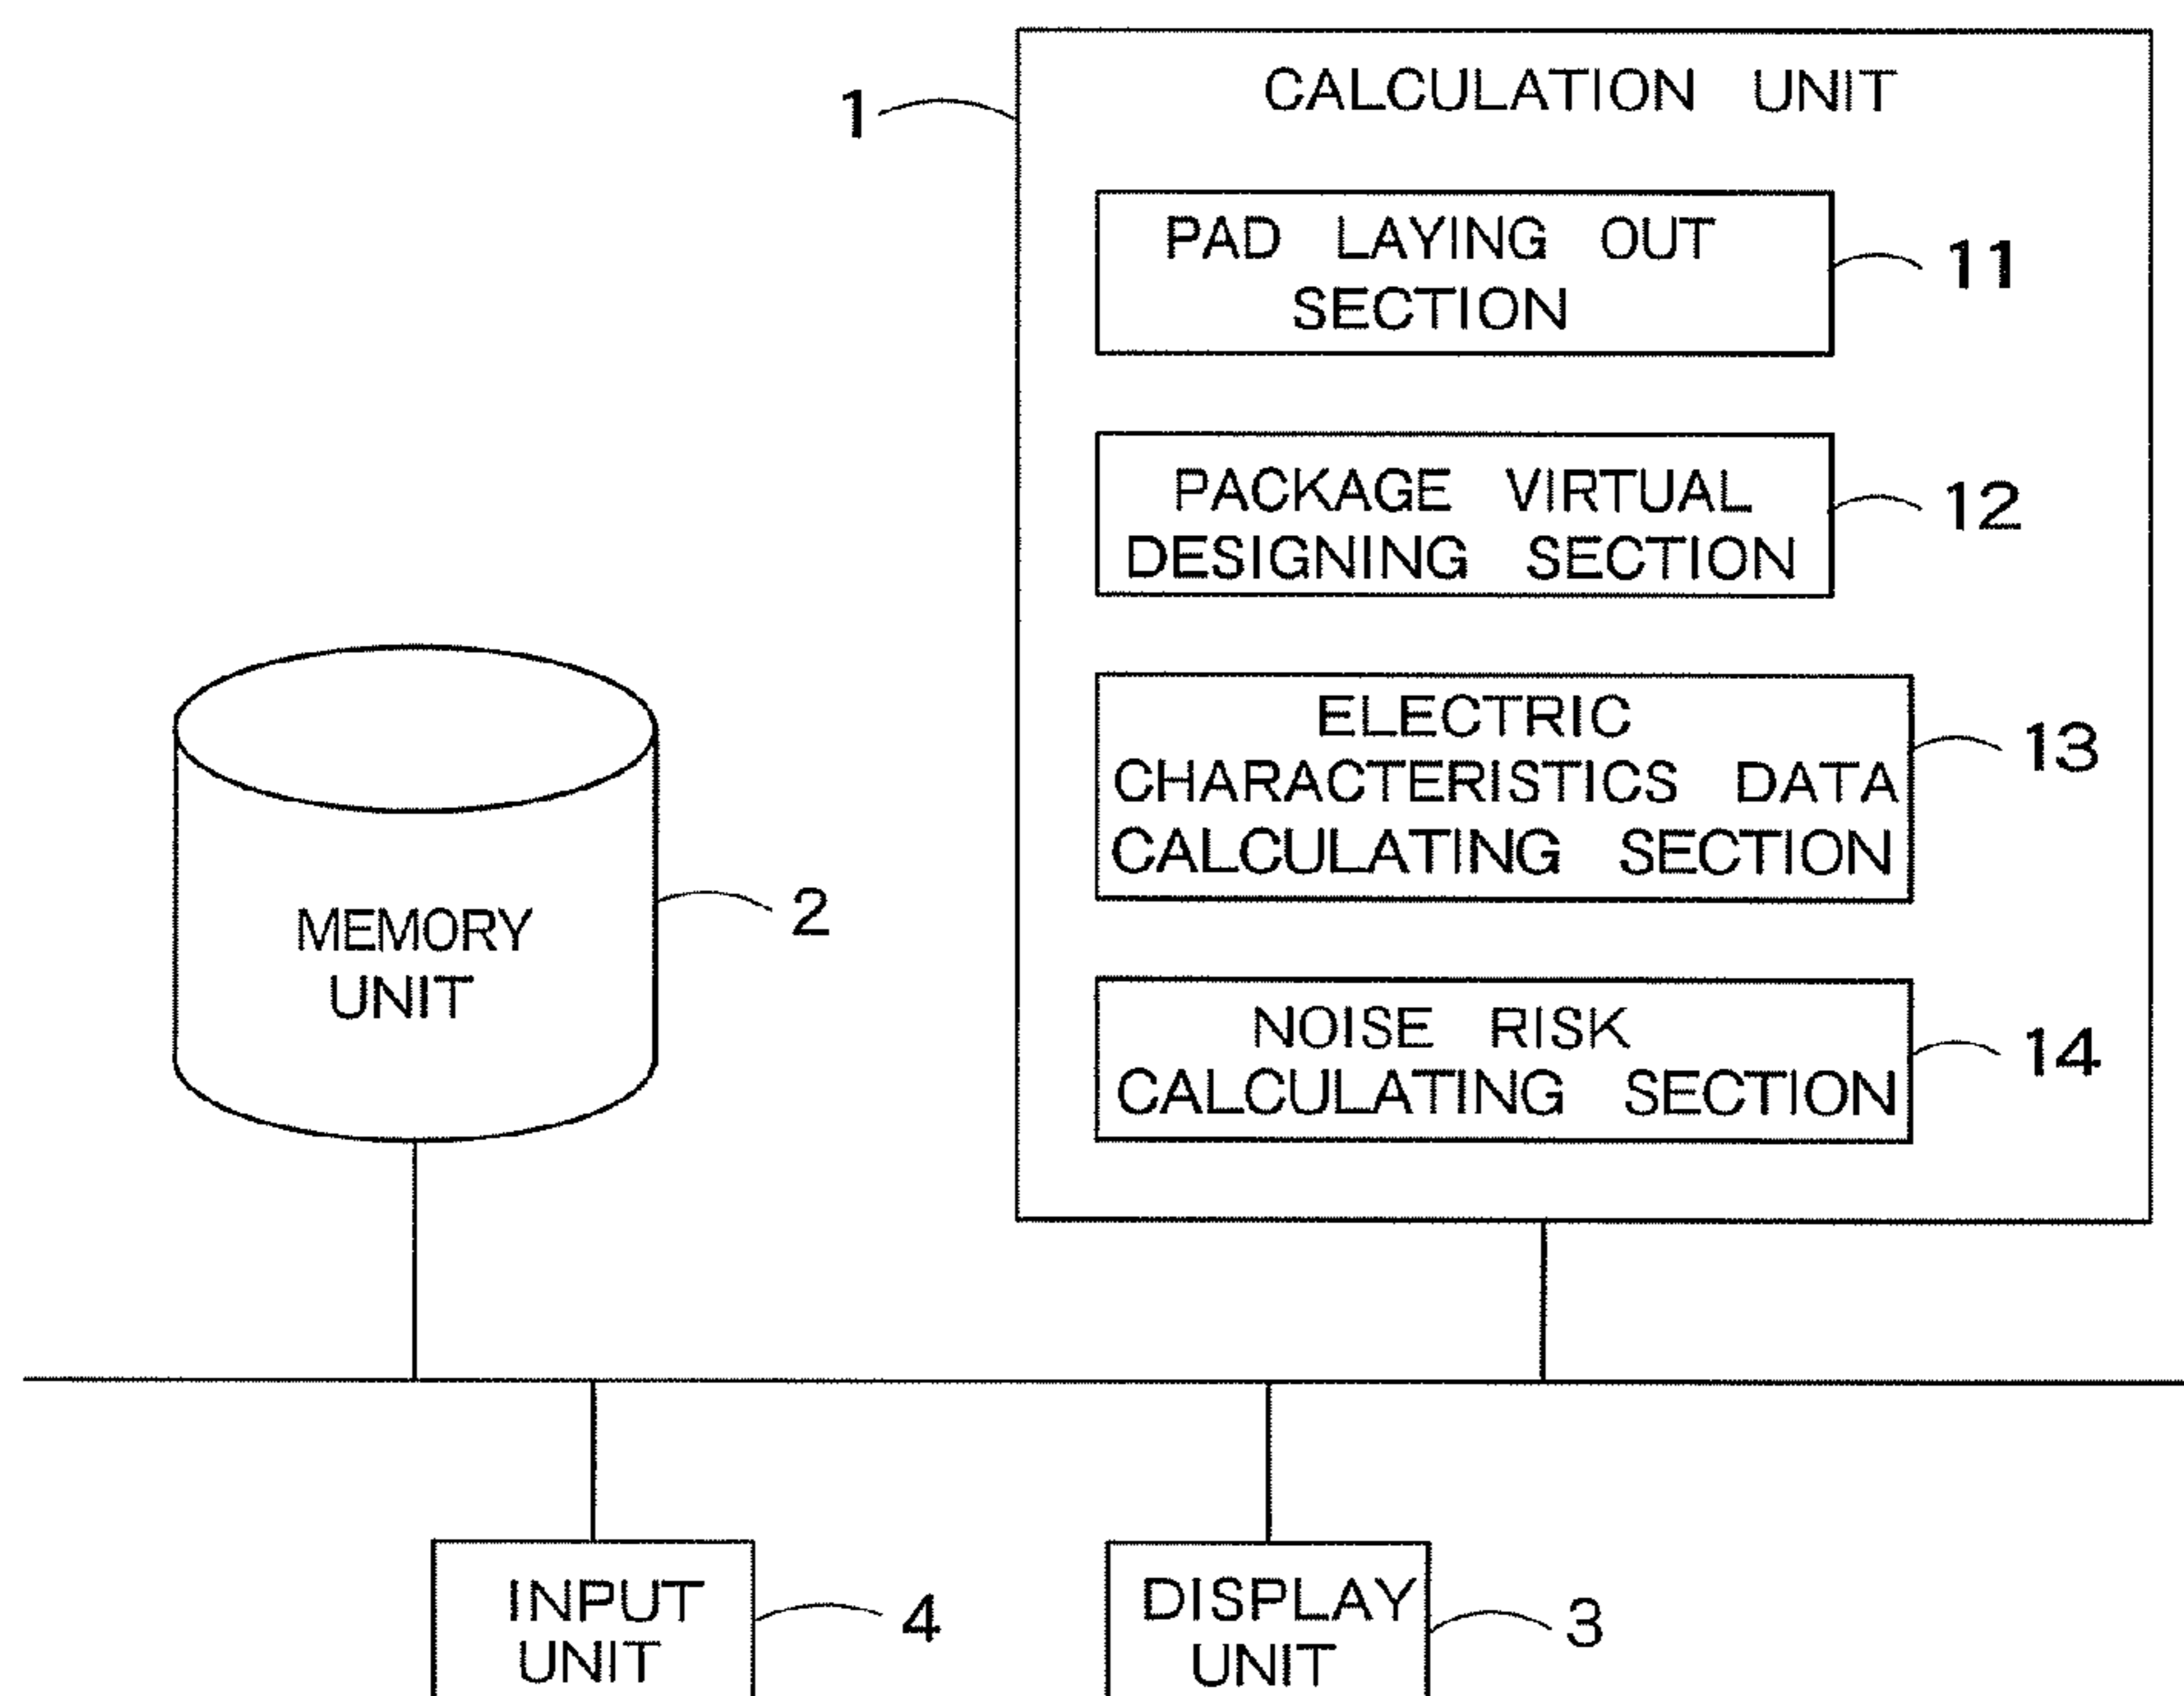 1
CALCULATION UNIT
PAD LAYING OUT
SECTION
11
PACKAGE VIRTUAL
DESIGNING SECTION
12
ELECTRIC
CHARACTERISTICS DATA
CALCULATING SECTION
13
NOISE RISK
CALCULATING SECTION
14
MEMORY
UNIT
2
INPUT
UNIT
4
DISPLAY
UNIT
3